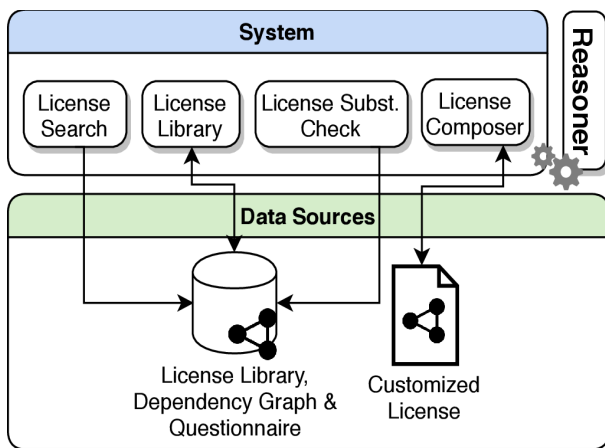 System
Reasoner
License
Search
License
Library
License Subst.
Check
License
Composer
Data Sources
License Library,
Dependency Graph &
Questionnaire
Customized
License